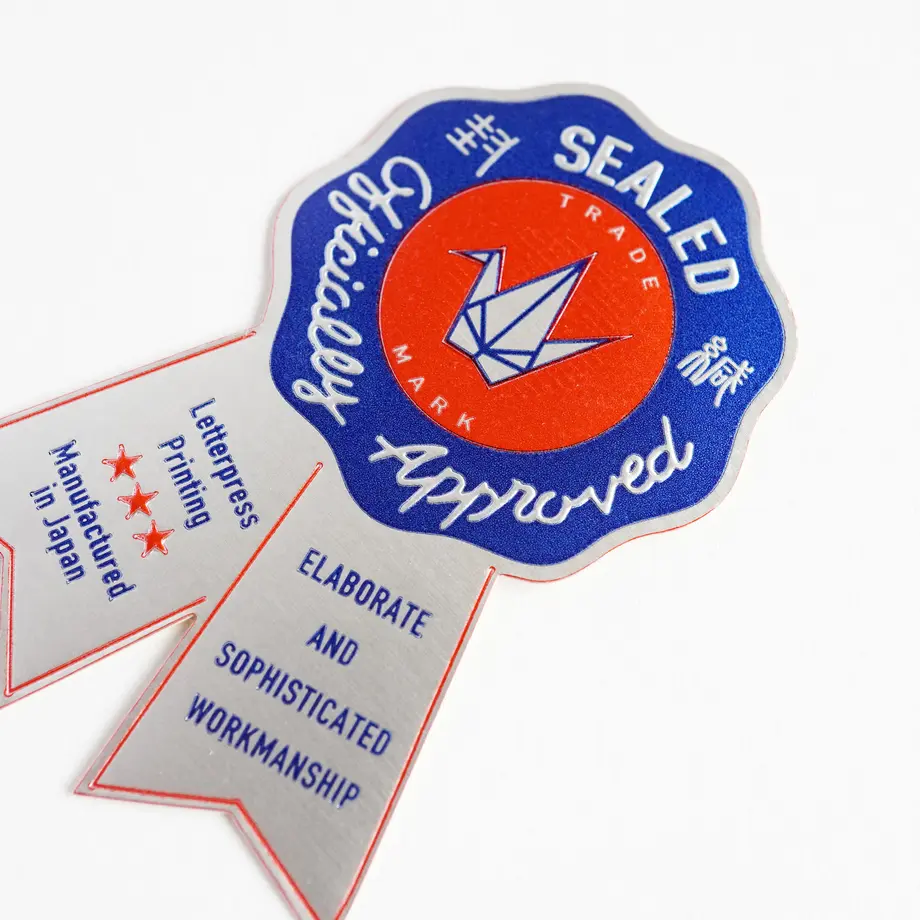 Officially
SEALED
Approved
TRADE
MARK
Letterpress
Printing
Manufactured
in Japan
ELABORATE
AND
SOPHISTICATED
WORKMANSHIP